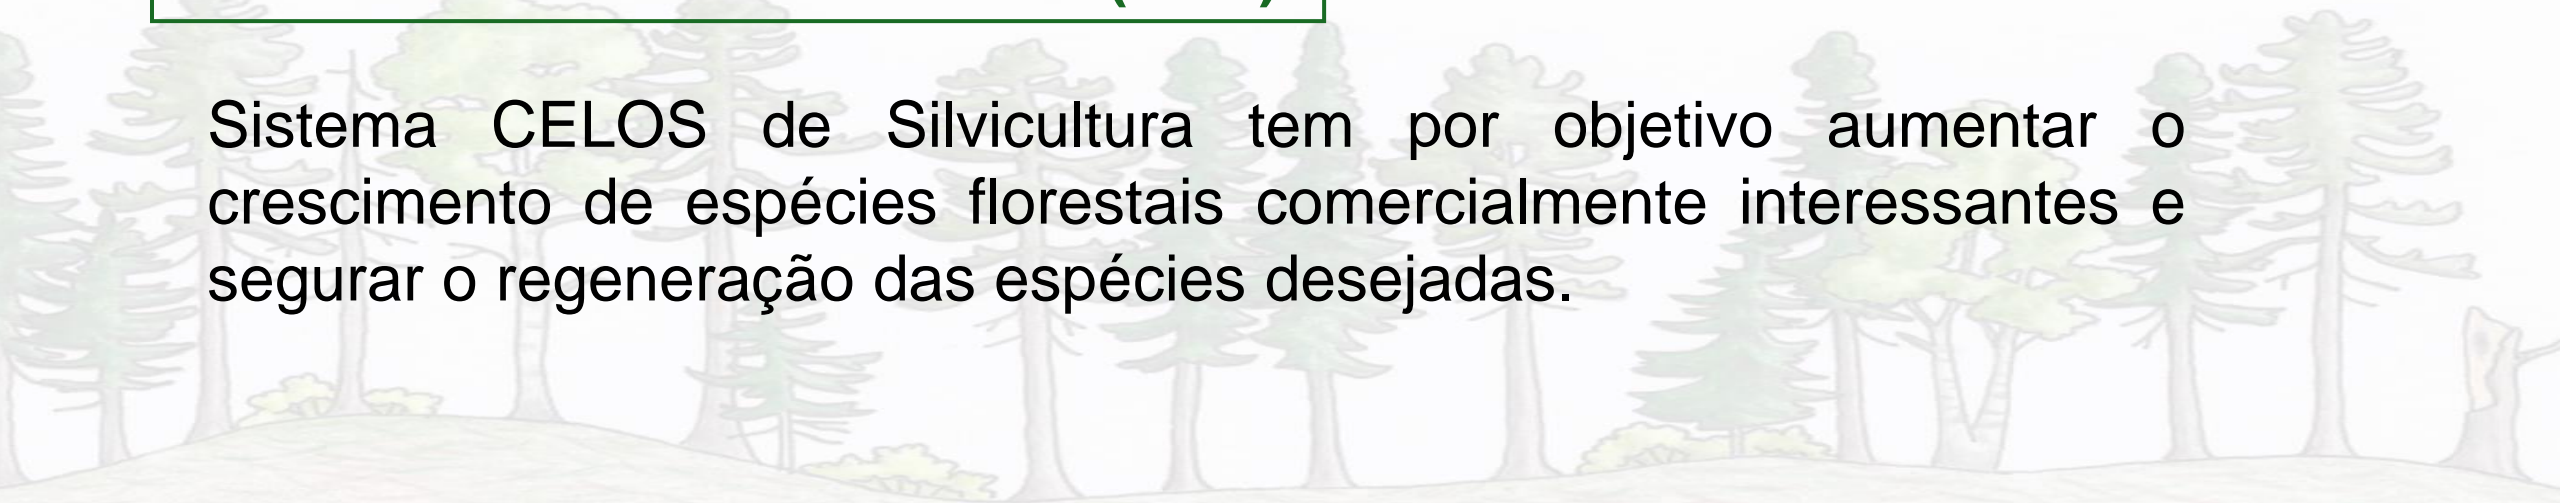 Sistema CELOS de Silvicultura tem por objetivo aumentar o
crescimento de espécies florestais comercialmente interessantes e
segurar o regeneração das espécies desejadas.